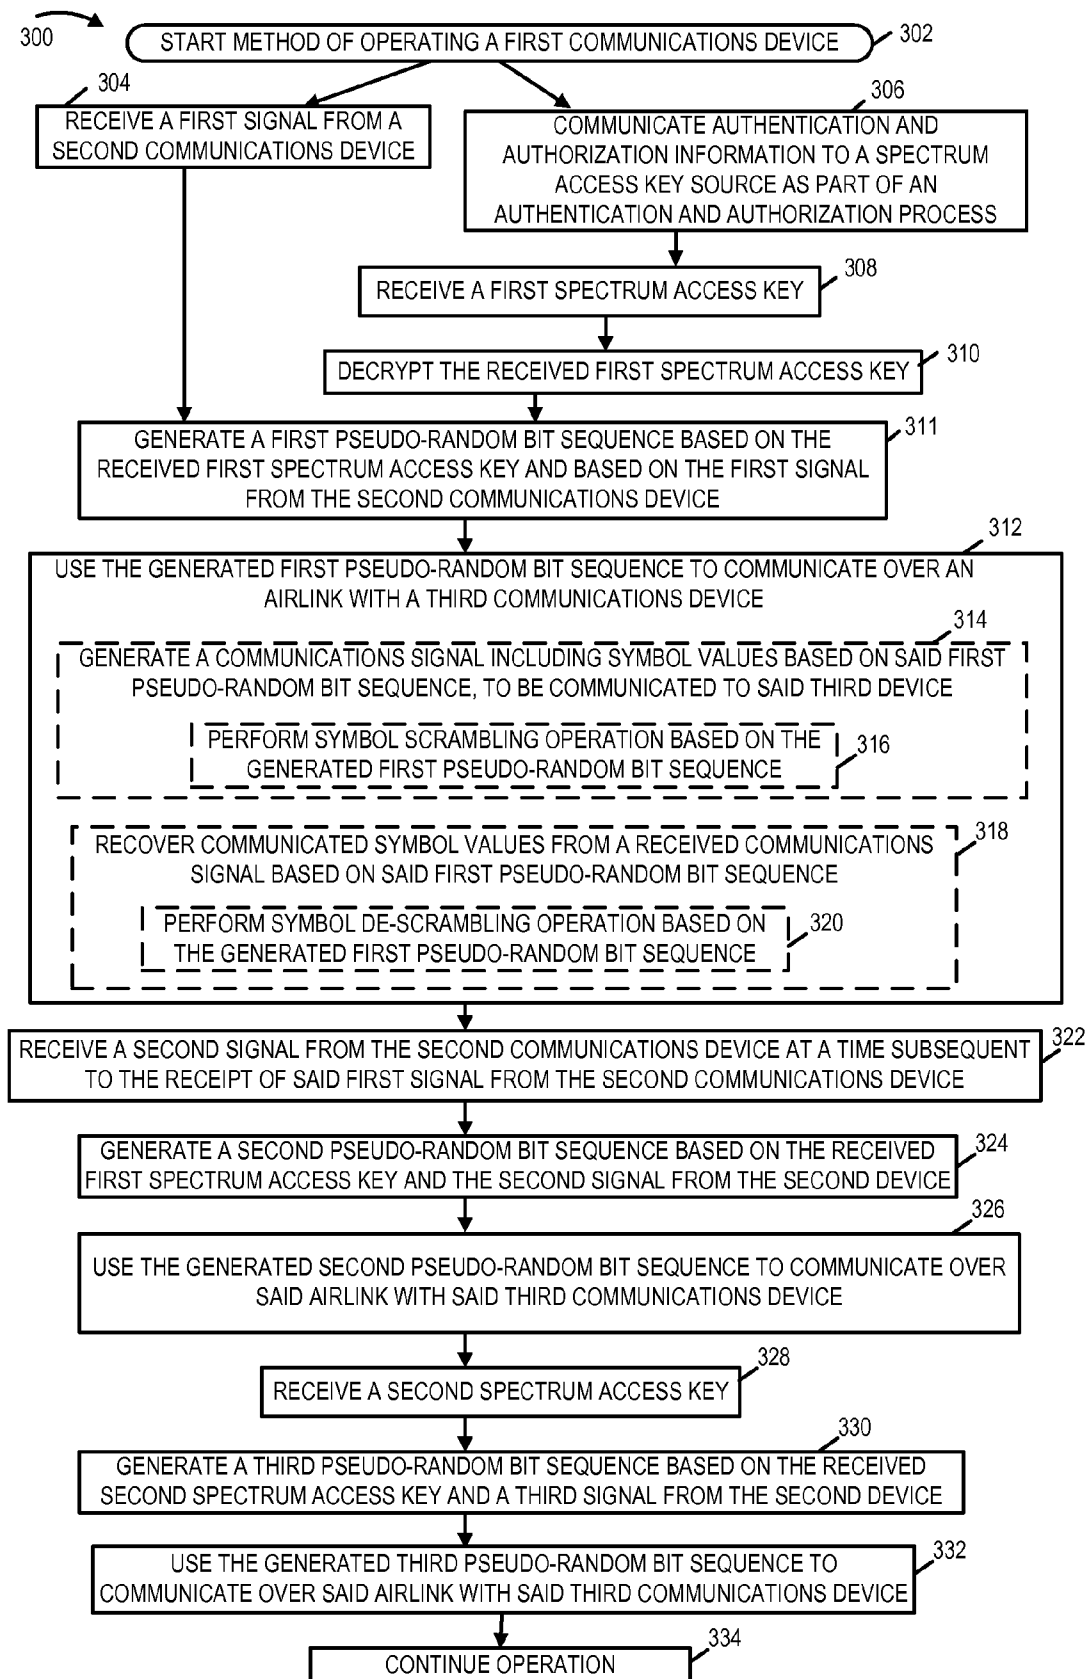 300
START METHOD OF OPERATING A FIRST COMMUNICATIONS DEVICE
302
304
RECEIVE A FIRST SIGNAL FROM A
SECOND COMMUNICATIONS DEVICE
306
COMMUNICATE AUTHENTICATION AND
AUTHORIZATION INFORMATION TO A SPECTRUM
ACCESS KEY SOURCE AS PART OF AN
AUTHENTICATION AND AUTHORIZATION PROCESS
308
RECEIVE A FIRST SPECTRUM ACCESS KEY
310
DECRYPT THE RECEIVED FIRST SPECTRUM ACCESS KEY
311
GENERATE A FIRST PSEUDO-RANDOM BIT SEQUENCE BASED ON THE
RECEIVED FIRST SPECTRUM ACCESS KEY AND BASED ON THE FIRST SIGNAL
FROM THE SECOND COMMUNICATIONS DEVICE
312
USE THE GENERATED FIRST PSEUDO-RANDOM BIT SEQUENCE TO COMMUNICATE OVER AN
AIRLINK WITH A THIRD COMMUNICATIONS DEVICE
314
GENERATE A COMMUNICATIONS SIGNAL INCLUDING SYMBOL VALUES BASED ON SAID FIRST
PSEUDO-RANDOM BIT SEQUENCE, TO BE COMMUNICATED TO SAID THIRD DEVICE
PERFORM SYMBOL SCRAMBLING OPERATION BASED ON THE
GENERATED FIRST PSEUDO-RANDOM BIT SEQUENCE
316
318
RECOVER COMMUNICATED SYMBOL VALUES FROM A RECEIVED COMMUNICATIONS
SIGNAL BASED ON SAID FIRST PSEUDO-RANDOM BIT SEQUENCE
PERFORM SYMBOL DE-SCRAMBLING OPERATION BASED ON
THE GENERATED FIRST PSEUDO-RANDOM BIT SEQUENCE
320
322
RECEIVE A SECOND SIGNAL FROM THE SECOND COMMUNICATIONS DEVICE AT A TIME SUBSEQUENT
TO THE RECEIPT OF SAID FIRST SIGNAL FROM THE SECOND COMMUNICATIONS DEVICE
324
GENERATE A SECOND PSEUDO-RANDOM BIT SEQUENCE BASED ON THE RECEIVED
FIRST SPECTRUM ACCESS KEY AND THE SECOND SIGNAL FROM THE SECOND DEVICE
326
USE THE GENERATED SECOND PSEUDO-RANDOM BIT SEQUENCE TO COMMUNICATE OVER
SAID AIRLINK WITH SAID THIRD COMMUNICATIONS DEVICE
328
RECEIVE A SECOND SPECTRUM ACCESS KEY
330
GENERATE A THIRD PSEUDO-RANDOM BIT SEQUENCE BASED ON THE RECEIVED
SECOND SPECTRUM ACCESS KEY AND A THIRD SIGNAL FROM THE SECOND DEVICE
332
USE THE GENERATED THIRD PSEUDO-RANDOM BIT SEQUENCE TO
COMMUNICATE OVER SAID AIRLINK WITH SAID THIRD COMMUNICATIONS DEVICE
334
CONTINUE OPERATION